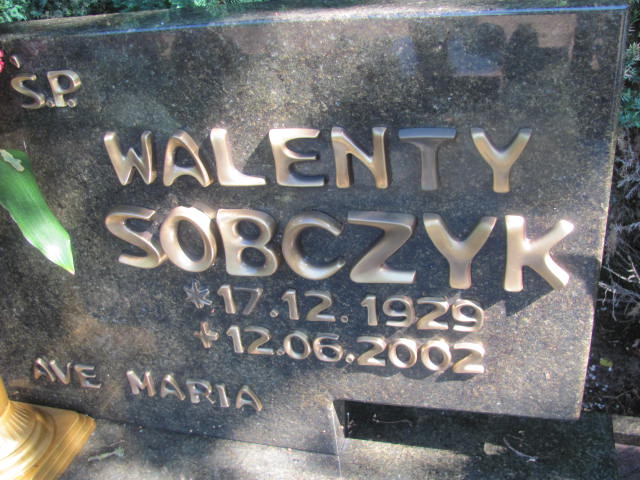 Ś.P.
WALENTY
SOBCZYK
* 17.12.1929
+ 12.06.2002
AVE MARIA